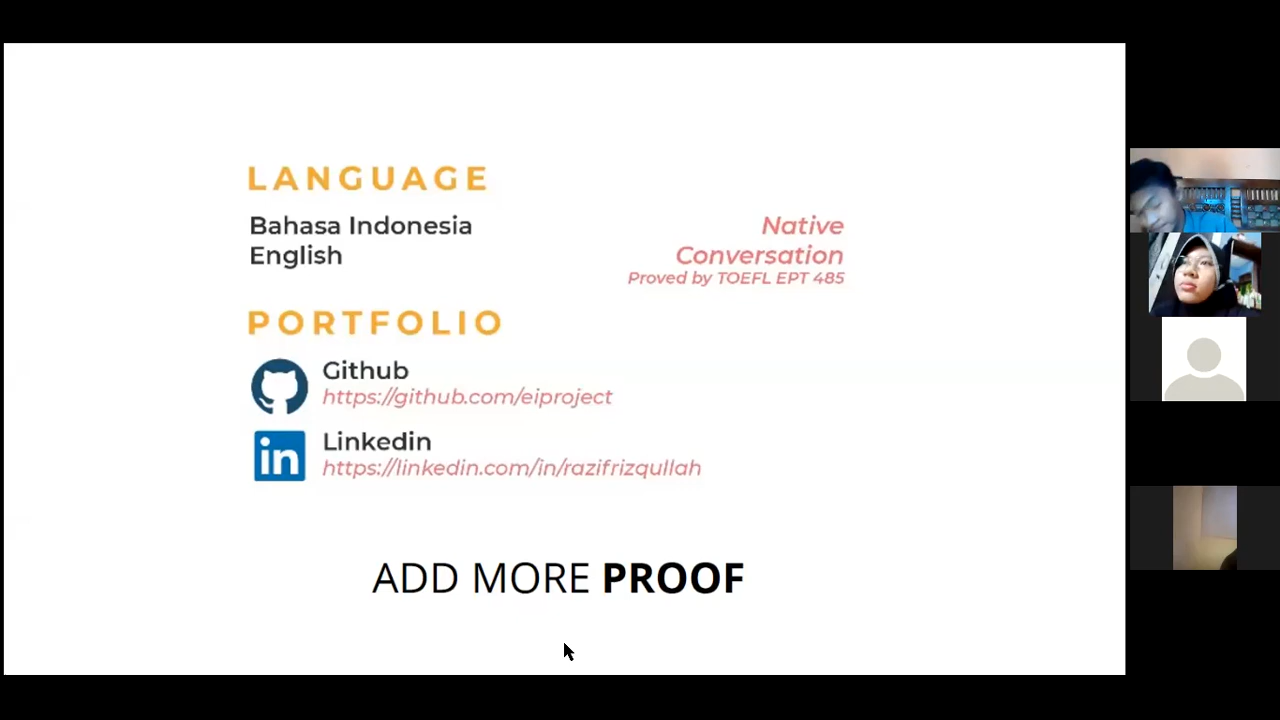 LANGUAGE
Bahasa Indonesia Native
English Conversation
Proved by TOEFL EPT 485
PORTFOLIO
Github
https://github.com/eiproject
in Linkedin
https://linkedin.com/in/razifrizqullah
ADD MORE PROOF